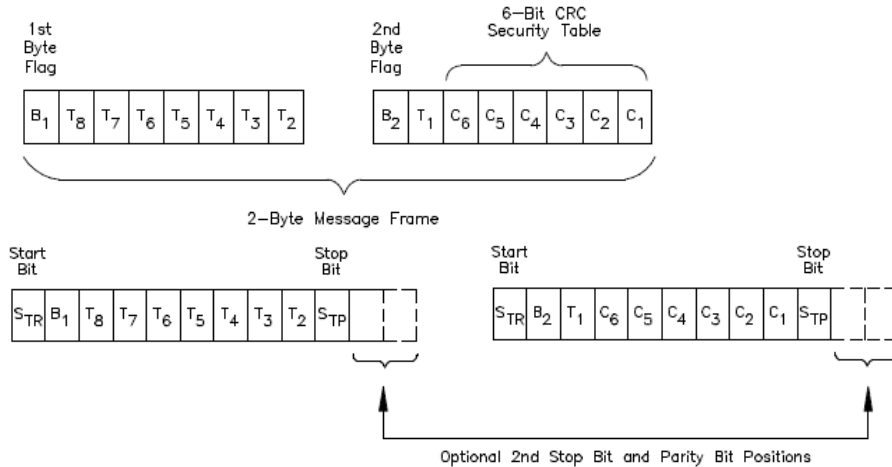 6-Bit CRC
Security Table
1st
Byte
Flag
2nd
Byte
Flag
B1 T8 T7 T6 T5 T4 T3 T2
B2 T1 C6 C5 C4 C3 C2 C1
2-Byte Message Frame
Start
Bit
Stop
Bit
Start
Bit
Stop
Bit
STR B1 T8 T7 T6 T5 T4 T3 T2 STP
STR B2 T1 C6 C5 C4 C3 C2 C1 STP
Optional 2nd Stop Bit and Parity Bit Positions